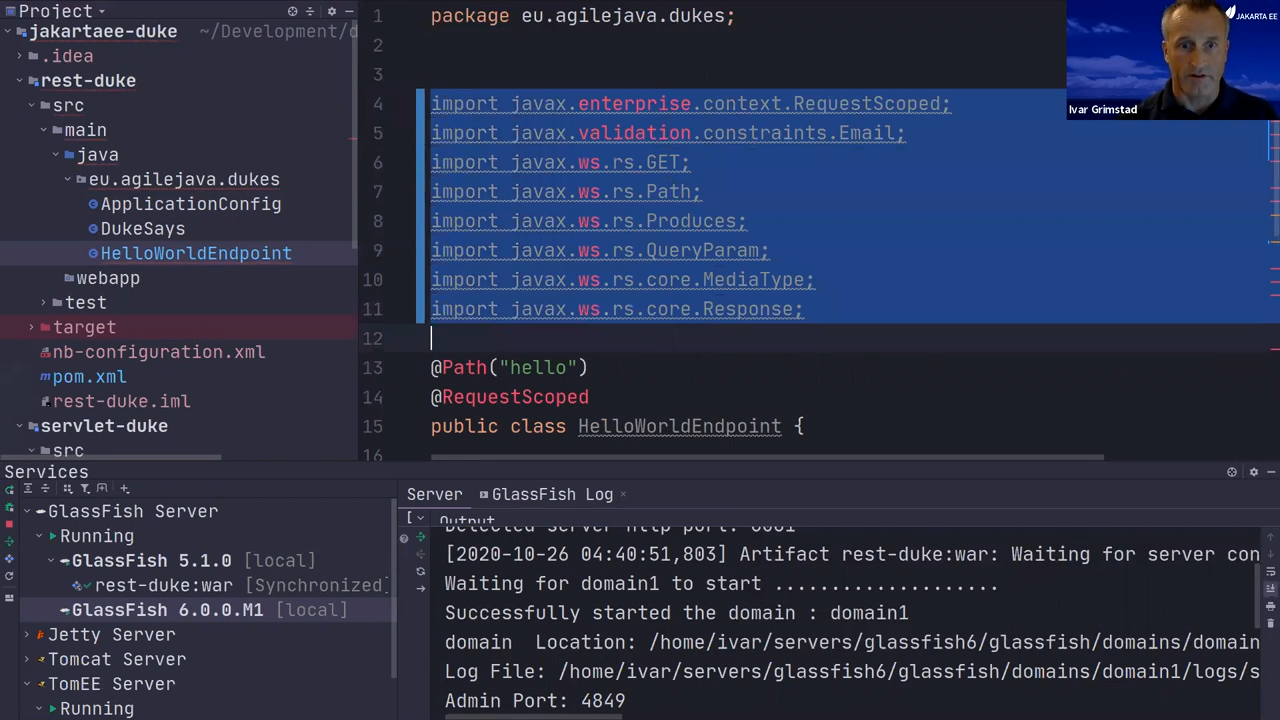 Project
jakartaee-duke ~/Development/d
.idea
rest-duke
src
main
java
eu.agilejava.dukes
ApplicationConfig
DukeSays
HelloWorldEndpoint
webapp
test
target
nb-configuration.xml
pom.xml
rest-duke.iml
servlet-duke
src
1 package eu.agilejava.dukes;
2
3
4 import javax.enterprise.context.RequestScoped;
5 import javax.validation.constraints.Email;
6 import javax.ws.rs.GET;
7 import javax.ws.rs.Path;
8 import javax.ws.rs.Produces;
9 import javax.ws.rs.QueryParam;
10 import javax.ws.rs.core.MediaType;
11 import javax.ws.rs.core.Response;
12
13 @Path("hello")
14 @RequestScoped
15 public class HelloWorldEndpoint {
16
JAKARTA EE
Ivar Grimstad
Services
GlassFish Server
Running
GlassFish 5.1.0 [local]
rest-duke:war [Synchronized]
GlassFish 6.0.0.M1 [local]
Jetty Server
Tomcat Server
TomEE Server
Running
Server GlassFish Log
Output
Detected server http port:
[2020-10-26 04:40:51,803] Artifact rest-duke:war: Waiting for server con
Waiting for domain1 to start ...................
Successfully started the domain : domain1
domain Location: /home/ivar/servers/glassfish6/glassfish/domains/domain
Log File: /home/ivar/servers/glassfish6/glassfish/domains/domain1/logs/s
Admin Port: 4849